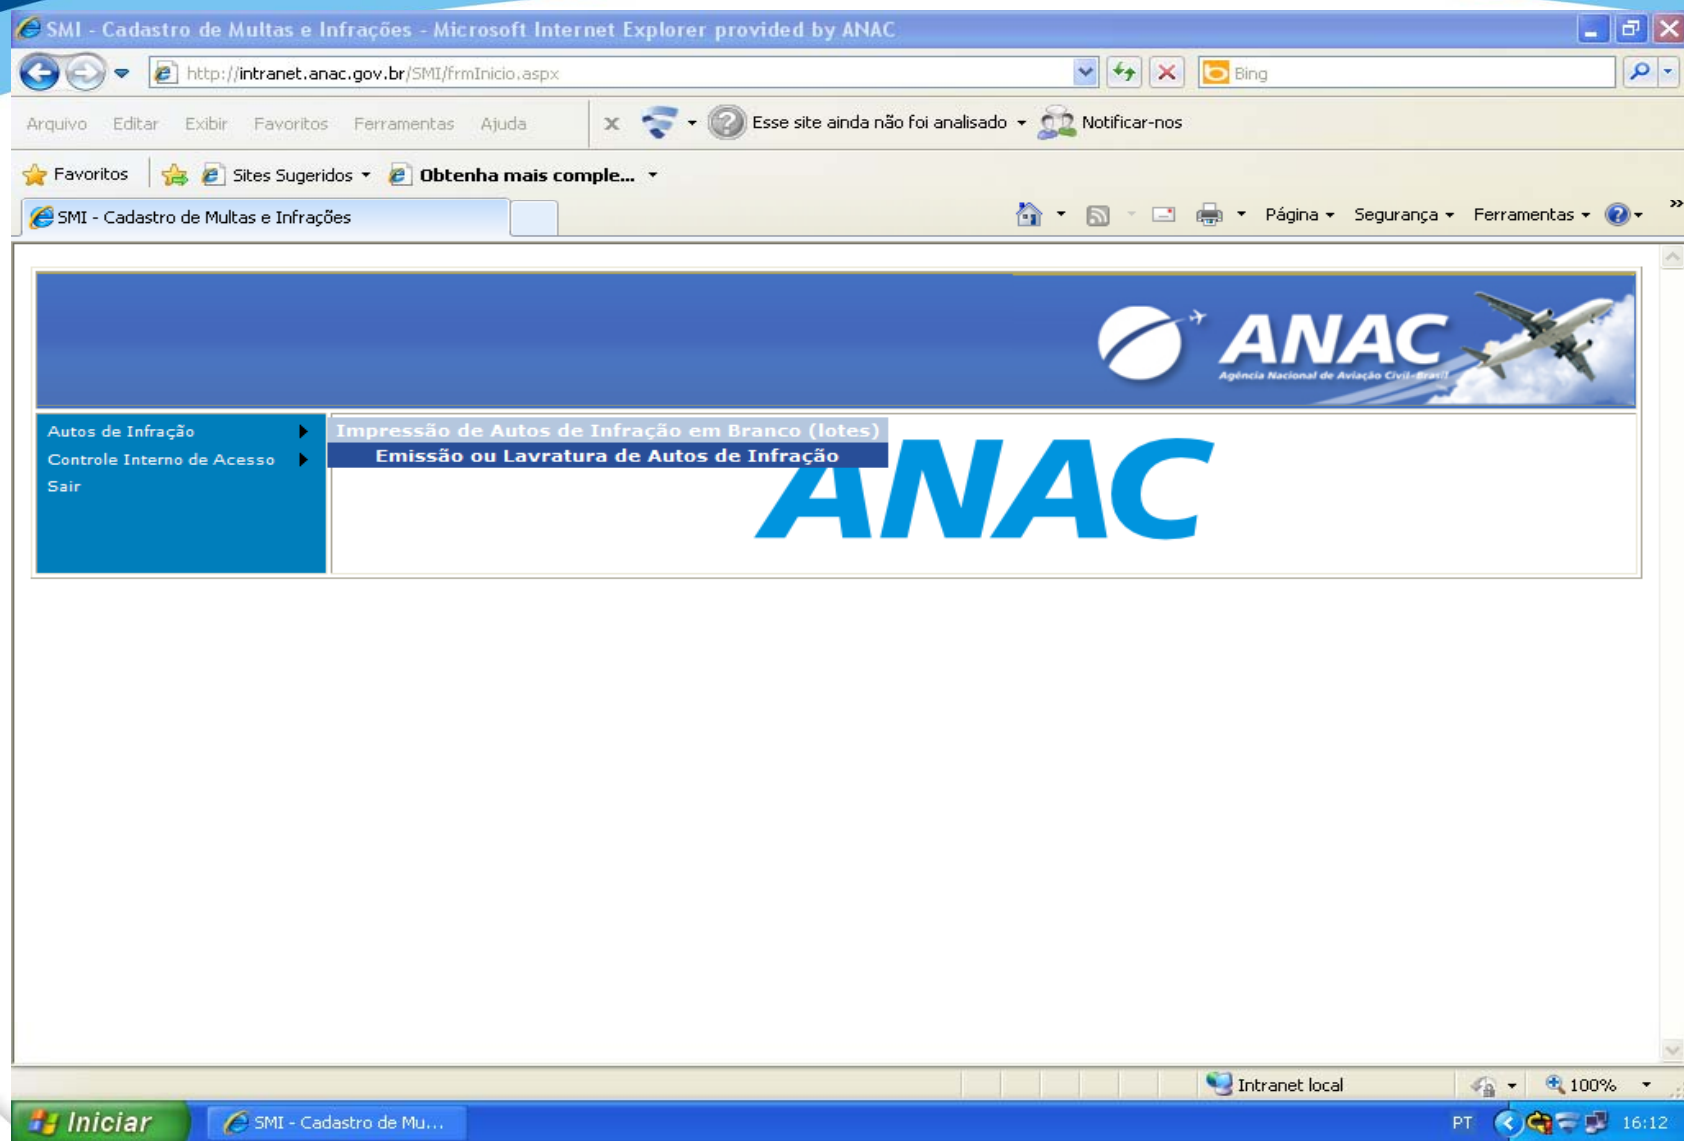 SMI - Cadastro de Multas e Infrações - Microsoft Internet Explorer provided by ANAC
http://intranet.anac.gov.br/SMI/frmInicio.aspx
Bing
Arquivo Editar Exibir Favoritos Ferramentas Ajuda
x
Esse site ainda não foi analisado
Notificar-nos
Favoritos
Sites Sugeridos
Obtenha mais comple...
SMI - Cadastro de Multas e Infrações
Página
Segurança
Ferramentas
»
ANAC
Agência Nacional de Aviação Civil-Brasil
Autos de Infração
Controle Interno de Acesso
Sair
Impressão de Autos de Infração em Branco (lotes)
Emissão ou Lavratura de Autos de Infração
ANAC
Intranet local
100%
Iniciar
SMI - Cadastro de Mu...
PT
16:12